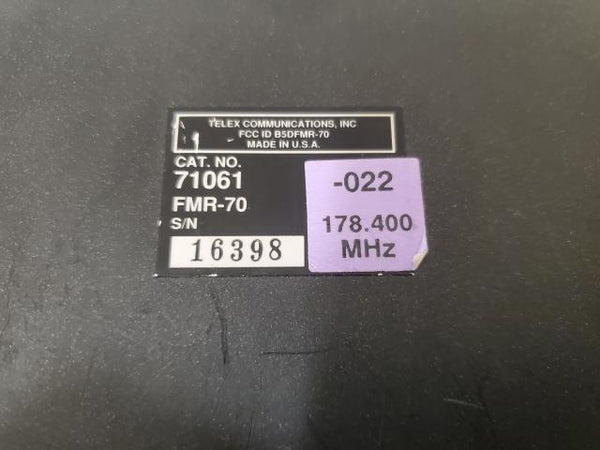 TELEX COMMUNICATIONS, INC
FCC ID B5DFMR-70
MADE IN U.S.A.
CAT. NO.
71061
FMR-70
S/N
16398
-022
178.400
MHz